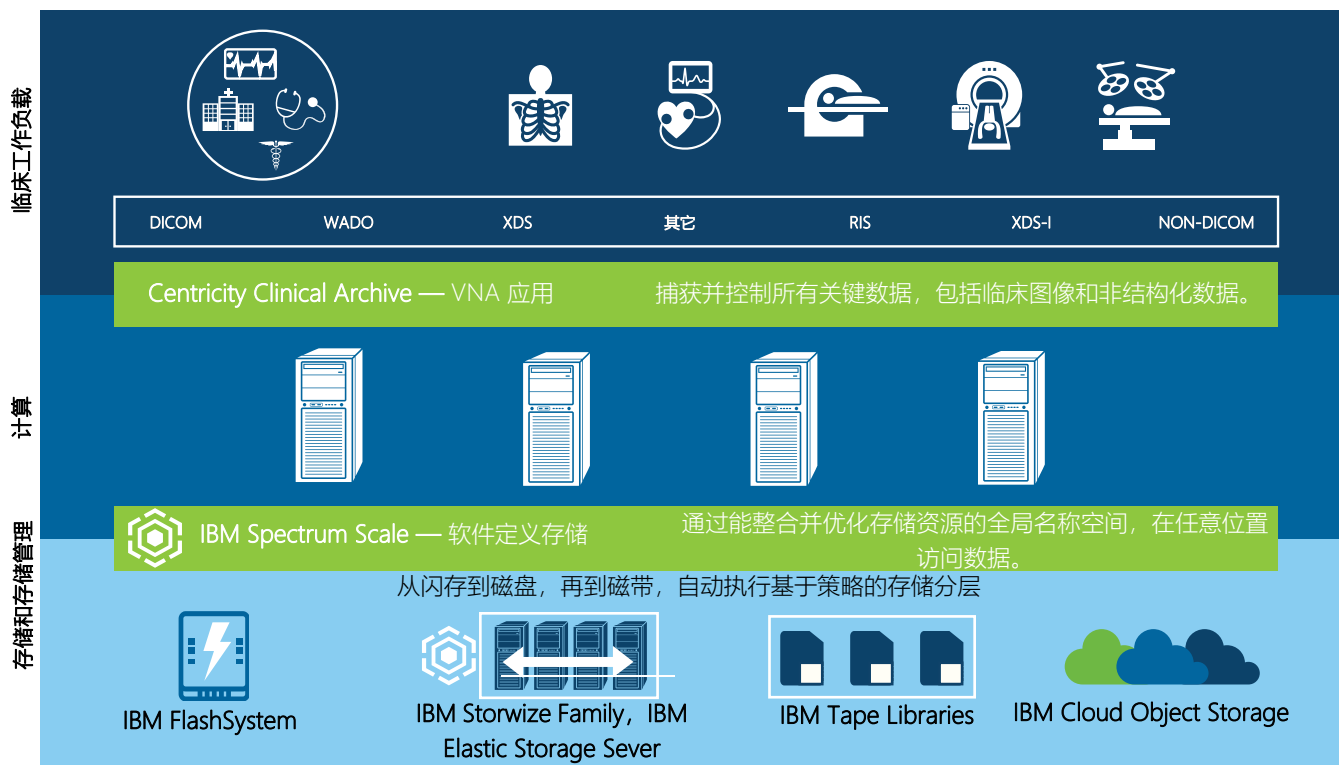 临床工作负载
DICOM WADO XDS 其它 RIS XDS-I NON-DICOM
Centricity Clinical Archive — VNA 应用
捕获并控制所有关键数据，包括临床图像和非结构化数据。
计算
存储和存储管理
IBM Spectrum Scale — 软件定义存储
通过能整合并优化存储资源的全局名称空间，在任意位置
访问数据。
从闪存到磁盘，再到磁带，自动执行基于策略的存储分层
IBM FlashSystem
IBM Storwize Family，IBM
Elastic Storage Sever
IBM Tape Libraries
IBM Cloud Object Storage